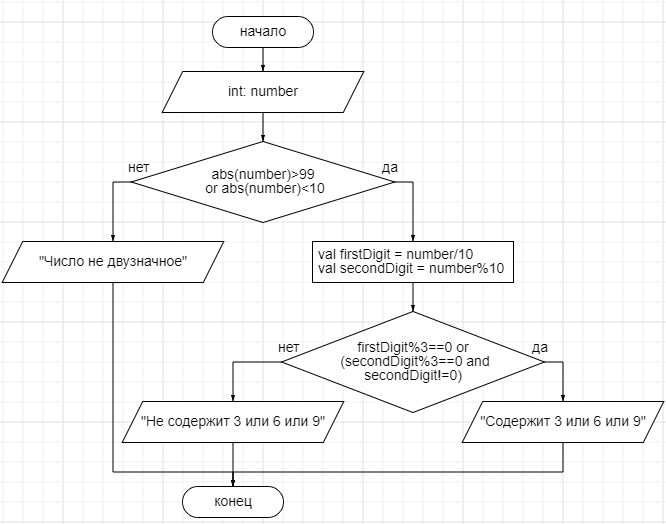 начало
int: number
нет
да
abs(number)>99
or abs(number)<10
"Число не двузначное"
val firstDigit = number/10
val secondDigit = number%10
нет
да
firstDigit%3==0 or
(secondDigit%3==0 and
secondDigit!=0)
"Не содержит 3 или 6 или 9"
"Содержит 3 или 6 или 9"
конец